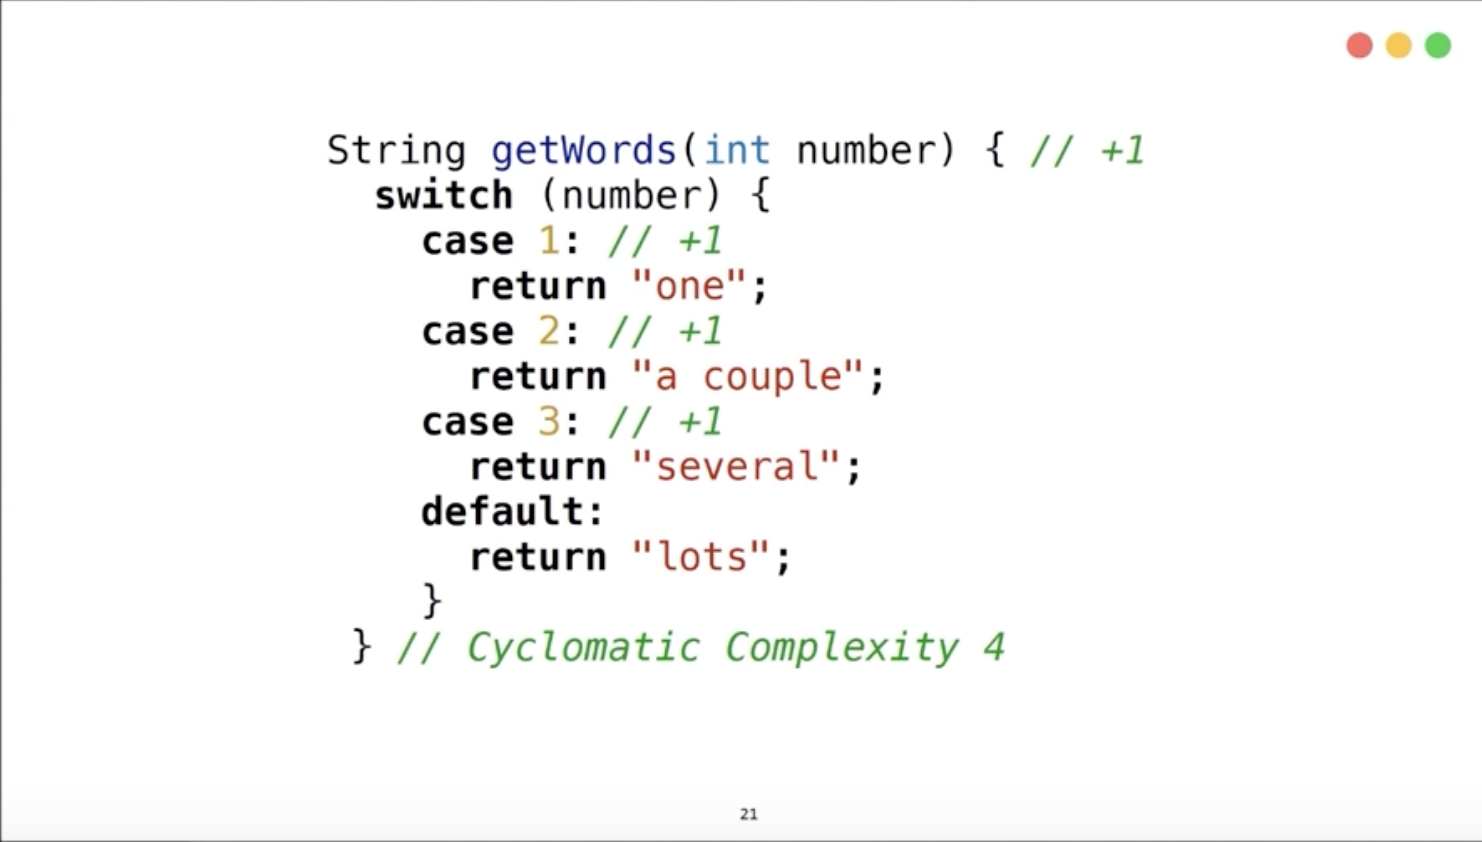 String getWords(int number) { // +1
switch (number) {
case 1: // +1
return "one";
case 2: // +1
return "a couple";
case 3: // +1
return "several";
default:
return "lots";
}
} // Cyclomatic Complexity 4
21